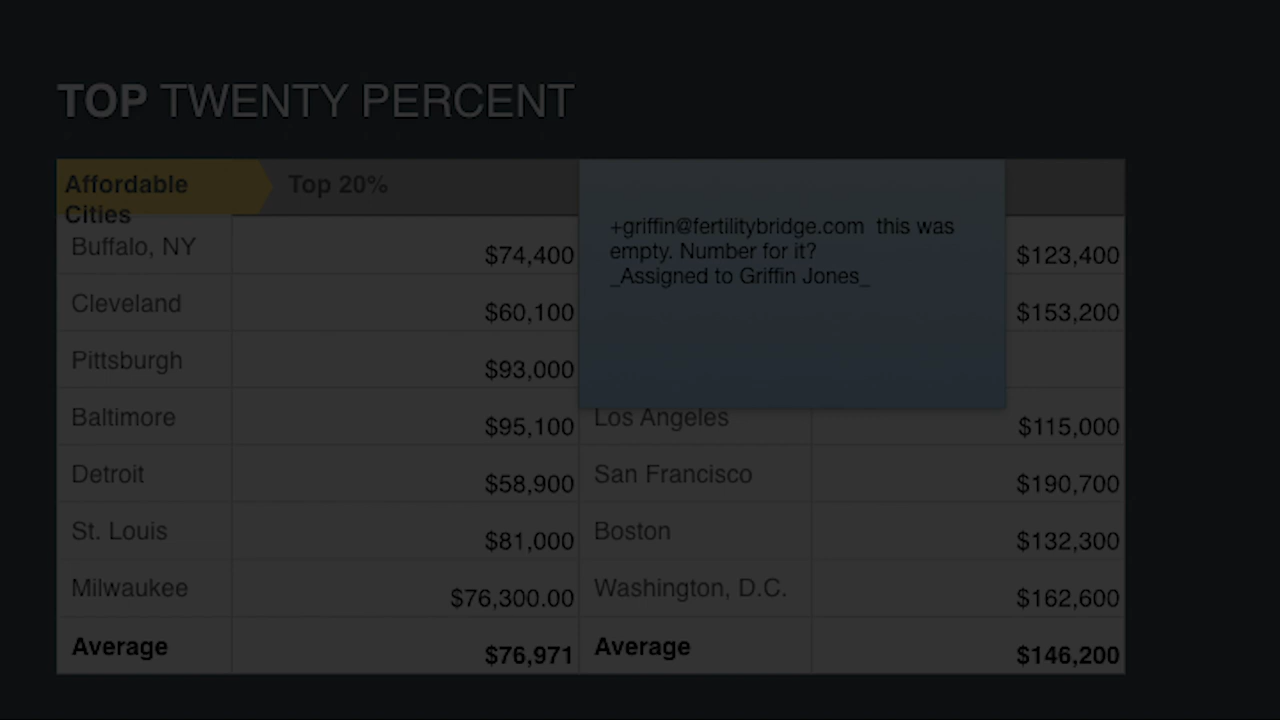 TOP TWENTY PERCENT
Affordable
Cities
Top 20%
+griffin@fertilitybridge.com this was
empty. Number for it?
_Assigned to Griffin Jones_
Buffalo, NY $74,400 $123,400
Cleveland $60,100 $153,200
Pittsburgh $93,000
Baltimore $95,100 Los Angeles $115,000
Detroit $58,900 San Francisco $190,700
St. Louis $81,000 Boston $132,300
Milwaukee $76,300.00 Washington, D.C. $162,600
Average $76,971 Average $146,200